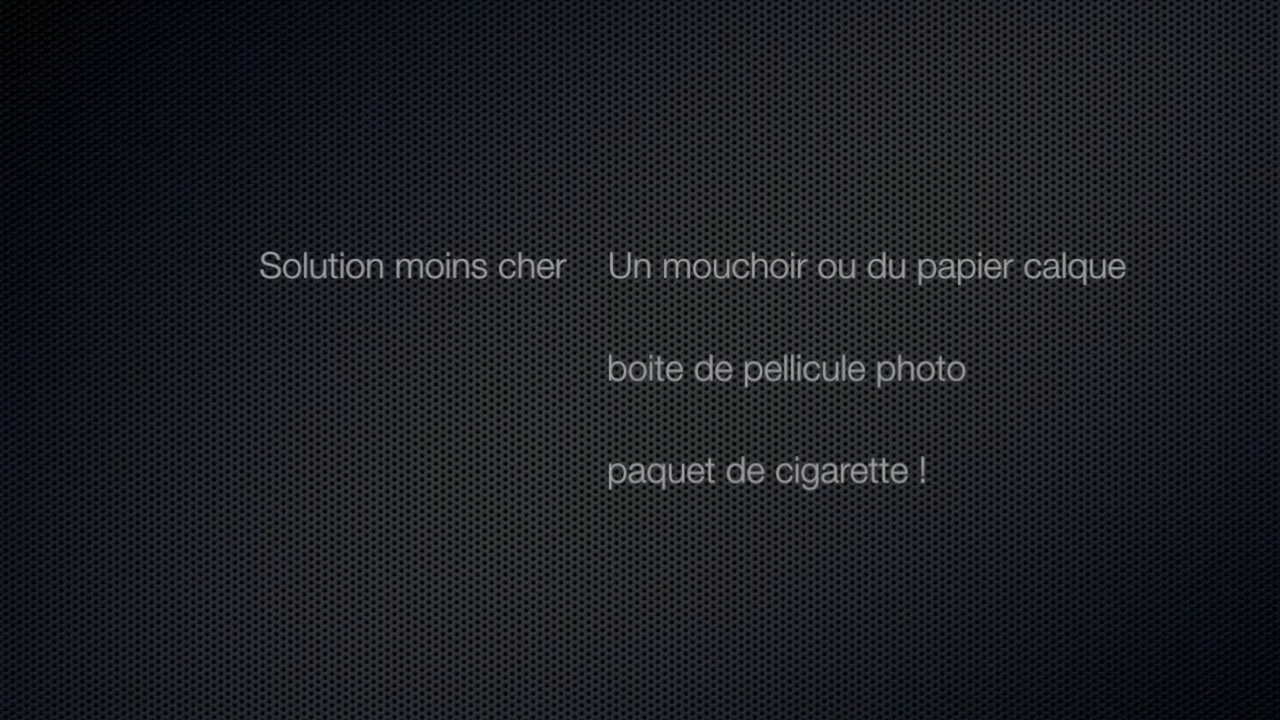 Solution moins cher Un mouchoir ou du papier calque
boite de pellicule photo
paquet de cigarette !